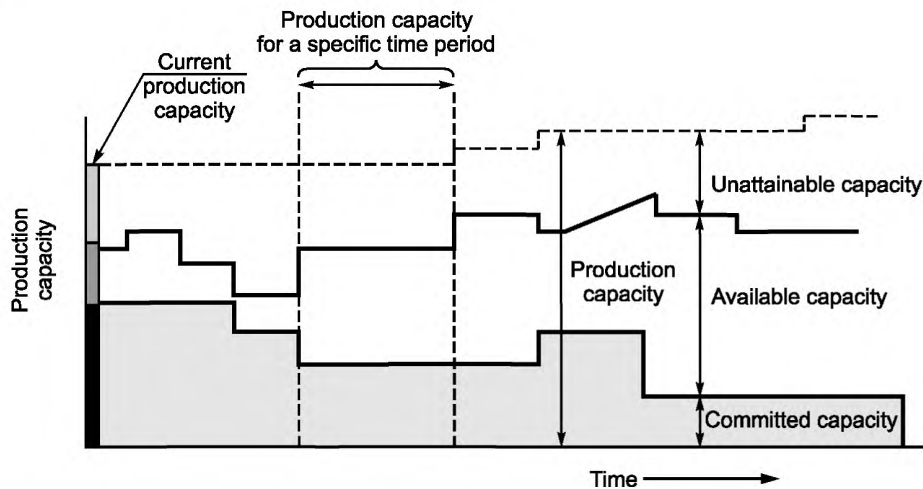 Production capacity
for a specific time period
Current
production
capacity
Production
capacity
Unattainable capacity
Production
capacity
Available capacity
Committed capacity
Time